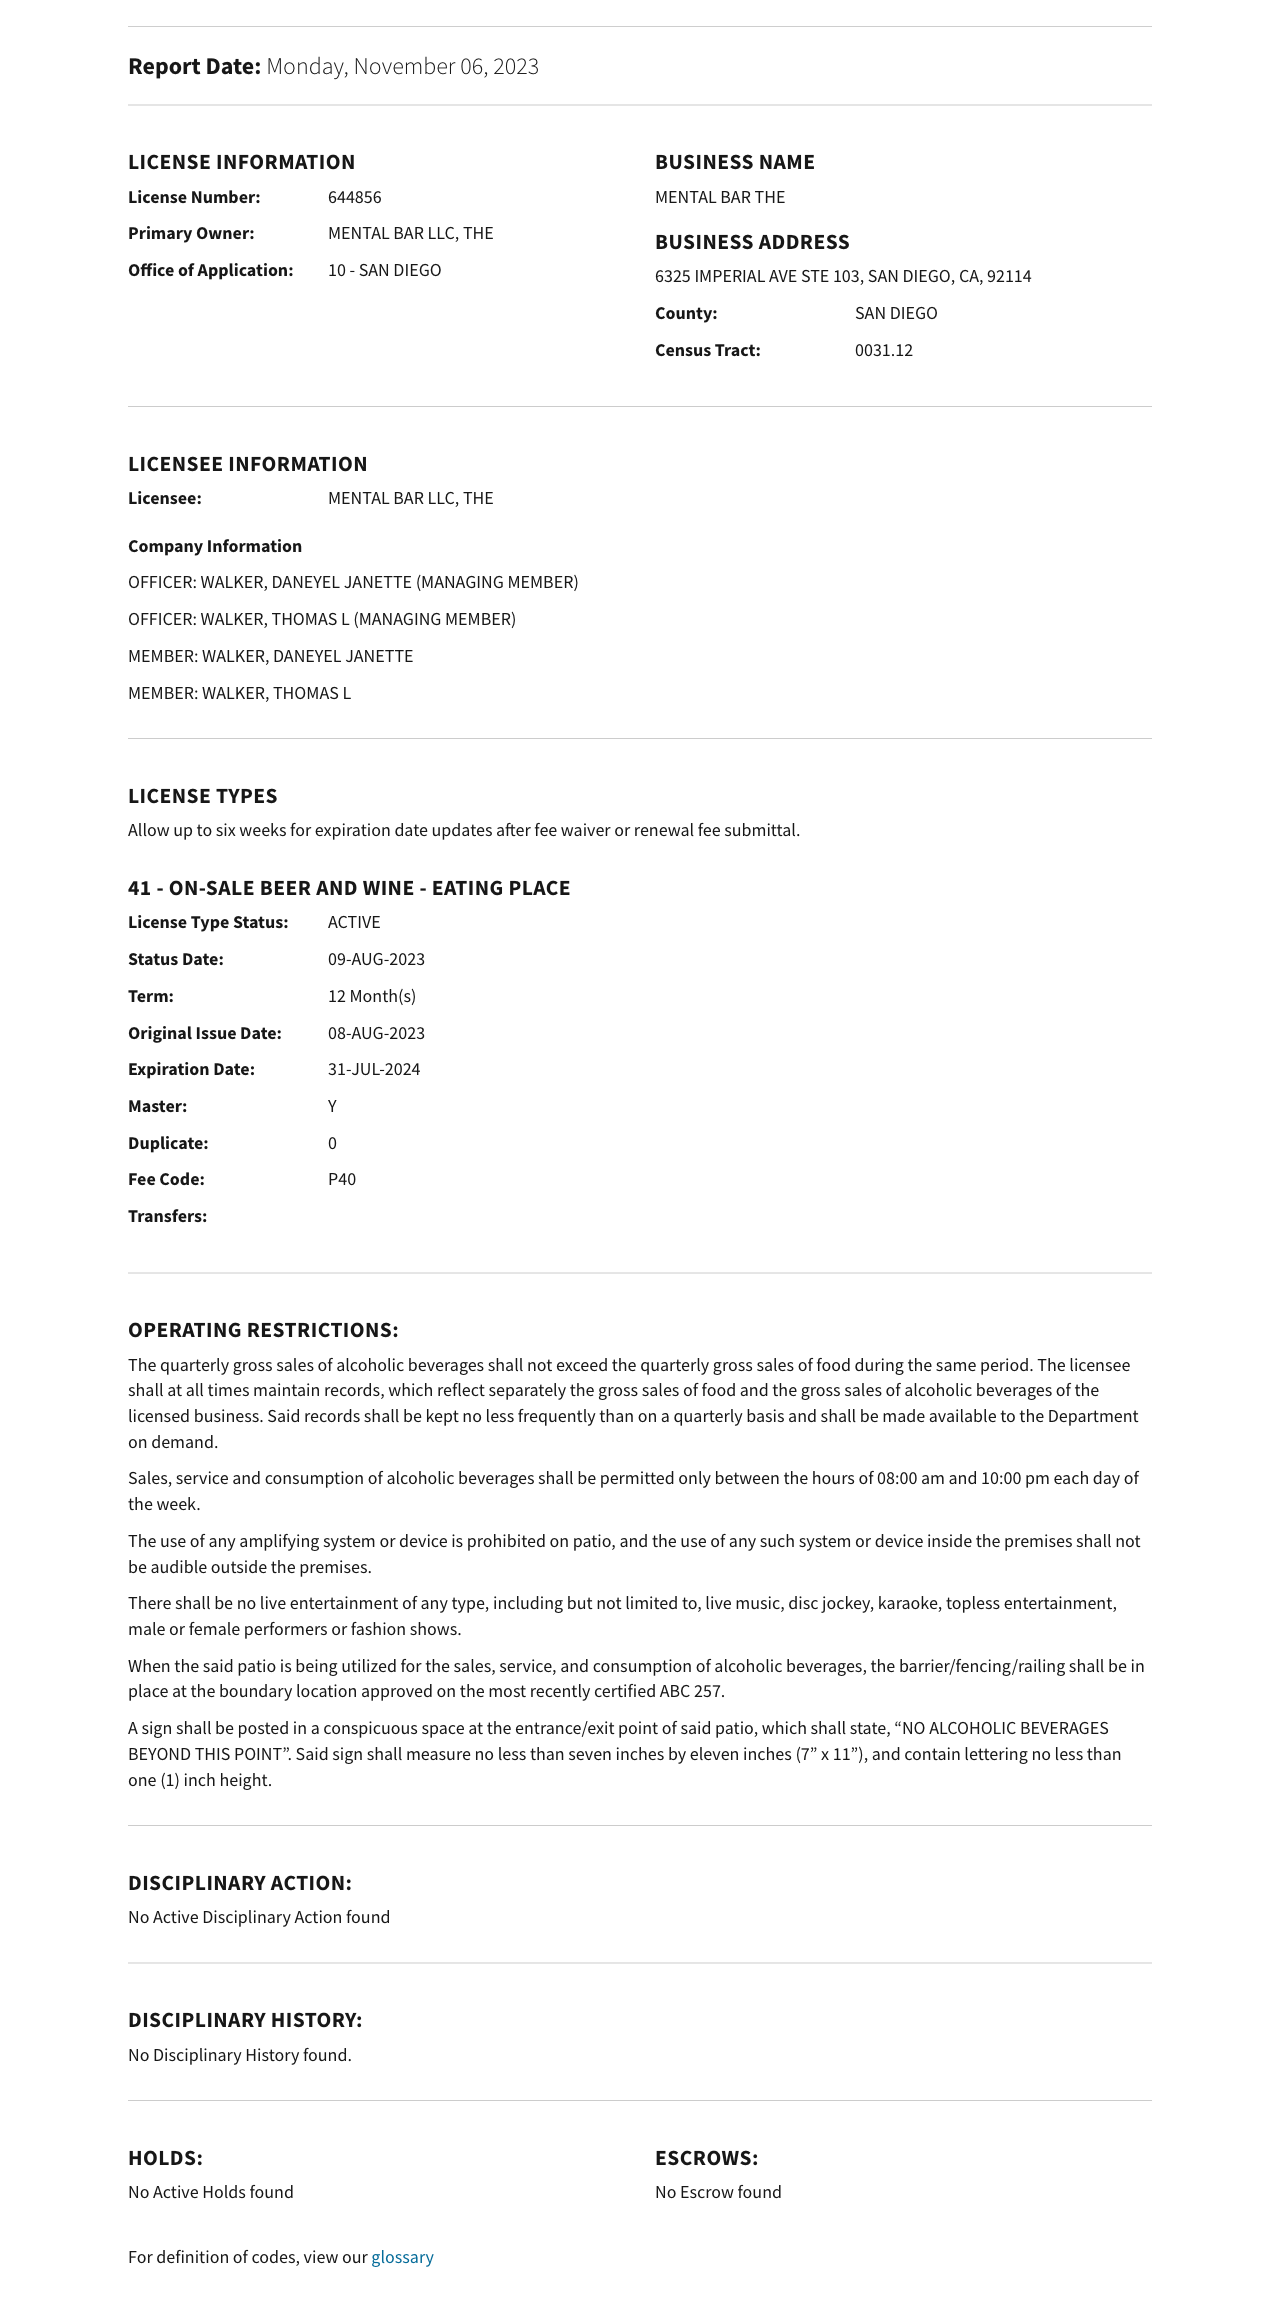 Report Date: Monday, November 06, 2023
LICENSE INFORMATION
License Number: 644856
Primary Owner: MENTAL BAR LLC, THE
Office of Application: 10 - SAN DIEGO
BUSINESS NAME
MENTAL BAR THE
BUSINESS ADDRESS
6325 IMPERIAL AVE STE 103, SAN DIEGO, CA, 92114
County: SAN DIEGO
Census Tract: 0031.12
LICENSEE INFORMATION
Licensee: MENTAL BAR LLC, THE
Company Information
OFFICER: WALKER, DANEYEL JANETTE (MANAGING MEMBER)
OFFICER: WALKER, THOMAS L (MANAGING MEMBER)
MEMBER: WALKER, DANEYEL JANETTE
MEMBER: WALKER, THOMAS L
LICENSE TYPES
Allow up to six weeks for expiration date updates after fee waiver or renewal fee submittal.
41 - ON-SALE BEER AND WINE - EATING PLACE
License Type Status: ACTIVE
Status Date: 09-AUG-2023
Term: 12 Month(s)
Original Issue Date: 08-AUG-2023
Expiration Date: 31-JUL-2024
Master: Y
Duplicate: 0
Fee Code: P40
Transfers:
OPERATING RESTRICTIONS:
The quarterly gross sales of alcoholic beverages shall not exceed the quarterly gross sales of food during the same period. The licensee
shall at all times maintain records, which reflect separately the gross sales of food and the gross sales of alcoholic beverages of the
licensed business. Said records shall be kept no less frequently than on a quarterly basis and shall be made available to the Department
on demand.
Sales, service and consumption of alcoholic beverages shall be permitted only between the hours of 08:00 am and 10:00 pm each day of
the week.
The use of any amplifying system or device is prohibited on patio, and the use of any such system or device inside the premises shall not
be audible outside the premises.
There shall be no live entertainment of any type, including but not limited to, live music, disc jockey, karaoke, topless entertainment,
male or female performers or fashion shows.
When the said patio is being utilized for the sales, service, and consumption of alcoholic beverages, the barrier/fencing/railing shall be in
place at the boundary location approved on the most recently certified ABC 257.
A sign shall be posted in a conspicuous space at the entrance/exit point of said patio, which shall state, “NO ALCOHOLIC BEVERAGES
BEYOND THIS POINT”. Said sign shall measure no less than seven inches by eleven inches (7” x 11”), and contain lettering no less than
one (1) inch height.
DISCIPLINARY ACTION:
No Active Disciplinary Action found
DISCIPLINARY HISTORY:
No Disciplinary History found.
HOLDS:
No Active Holds found
ESCROWS:
No Escrow found
For definition of codes, view our glossary